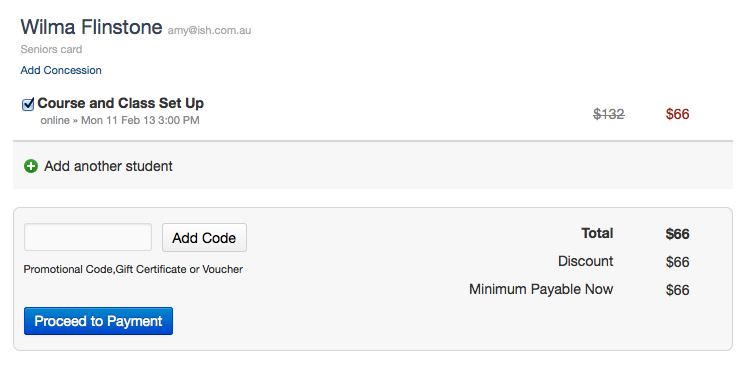 Wilma Flinstone amy@ish.com.au
Seniors card
Add Concession
Course and Class Set Up
online » Mon 11 Feb 13 3:00 PM $132 $66
Add another student
Add Code Total $66
Promotional Code,Gift Certificate or Voucher Discount $66
Minimum Payable Now $66
Proceed to Payment